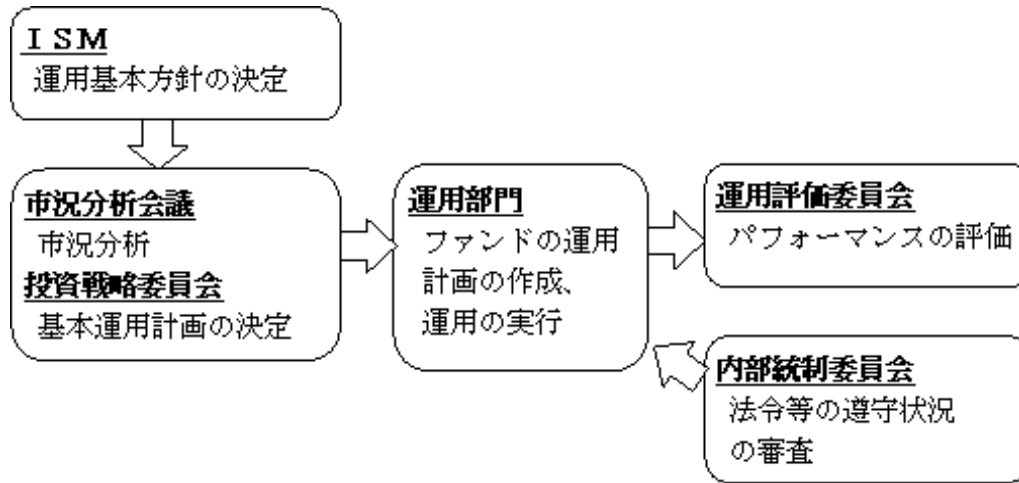 ＩＳＭ
運用基本方針の決定
市況分析会議
市況分析
投資戦略委員会
基本運用計画の決定
運用部門
ファンドの運用
計画の作成、
運用の実行
運用評価委員会
パフォーマンスの評価
内部統制委員会
法令等の遵守状況
の審査